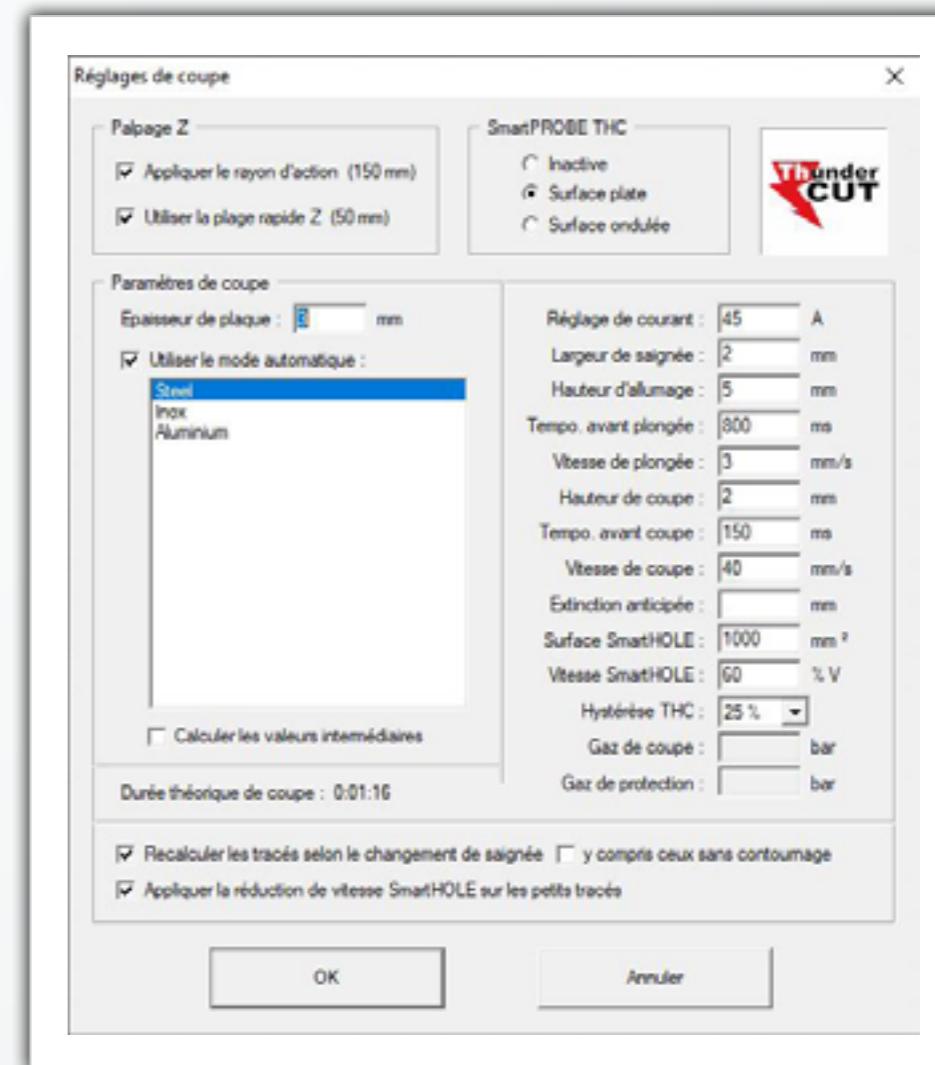 Réglages de coupe
Palpage Z
Appliquer le rayon d'action (150 mm)
Utiliser la plage rapide Z (50 mm)
SmartPROBE THC
Inactive
Surface plate
Surface ondulée
Thunder
CUT
Paramètres de coupe
Epaisseur de plaque : 3 mm
Utiliser le mode automatique :
Steel
Inox
Aluminium
Calculer les valeurs intermédiaires
Durée théorique de coupe : 0:01:16
Réglage de courant : 45 A
Largeur de saignée : 2 mm
Hauteur d'allumage : 5 mm
Tempo. avant plongée : 800 ms
Vitesse de plongée : 3 mm/s
Hauteur de coupe : 2 mm
Tempo. avant coupe : 150 ms
Vitesse de coupe : 40 mm/s
Extinction anticipée : mm
Surface SmartHOLE : 1000 mm ²
Vitesse SmartHOLE : 60 % V
Hystérèse THC : 25 %
Gaz de coupe : bar
Gaz de protection : bar
Recalculer les tracés selon le changement de saignée y compris ceux sans contournage
Appliquer la réduction de vitesse SmartHOLE sur les petits tracés
OK Annuler